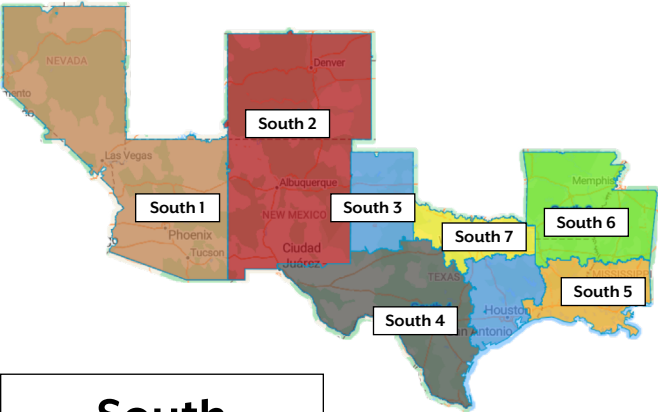 NEVADA
Denver
South 2
Las Vegas
Albuquerque
Memphis
South 1
South 3
NEW MEXICO
South 6
Phoenix
South 7
Tucson
Ciudad
Juárez
TEXAS
MISSISSIPPI
South 5
Houston
South 4
Antonio
South